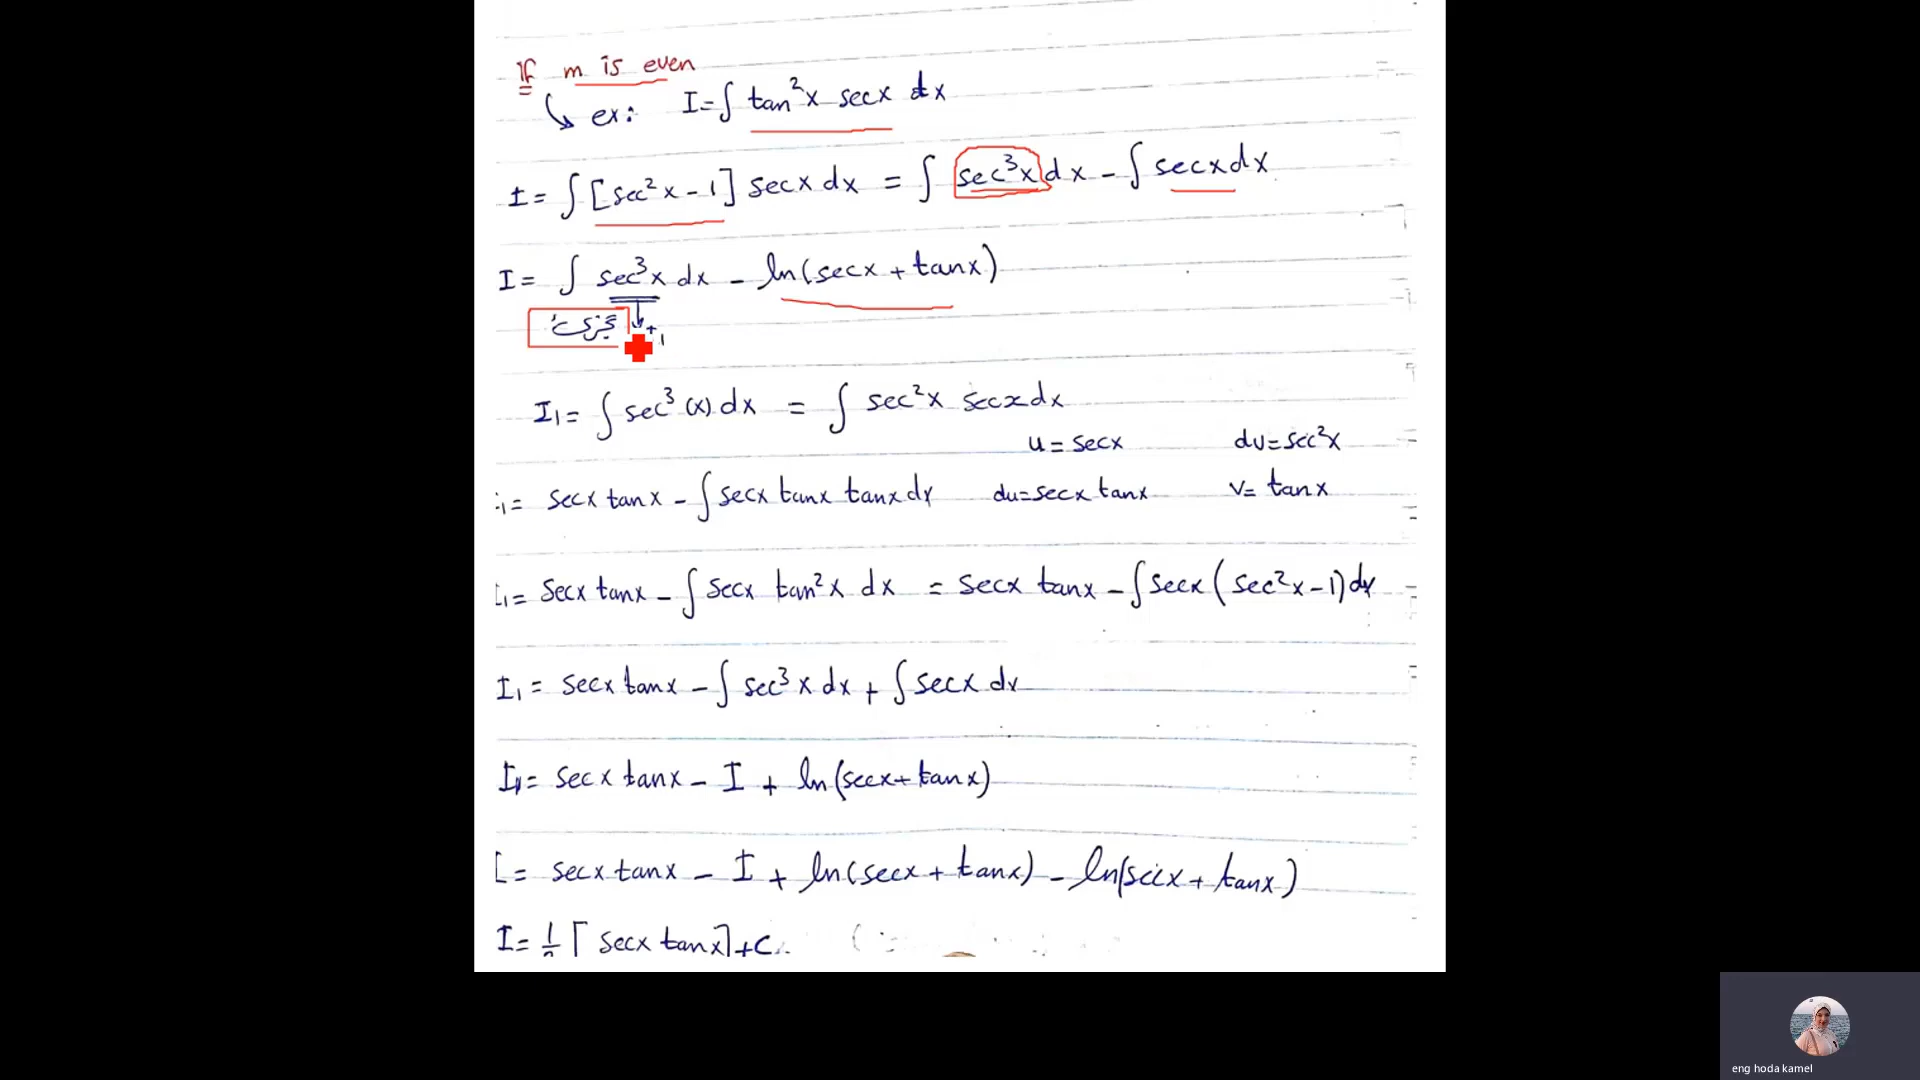 If m is even
ex: I = ∫ tan²x secx dx
I = ∫ [sec²x - 1] secx dx = ∫ sec³x dx - ∫ secx dx
I = ∫ sec³x dx - ln(secx + tanx)
I₁
I₁ = ∫ sec³(x) dx = ∫ sec²x secx dx
u = secx dv = sec²x
I₁ = secx tanx - ∫ secx tanx tanx dx du = secx tanx v = tanx
I₁ = secx tanx - ∫ secx tan²x dx = secx tanx - ∫ secx (sec²x - 1) dx
I₁ = secx tanx - ∫ sec³x dx + ∫ secx dx
I₁ = secx tanx - I + ln(secx + tanx)
I = secx tanx - I + ln(secx + tanx) - ln(secx + tanx)
I = ½ [secx tanx] + C
eng hoda kamel